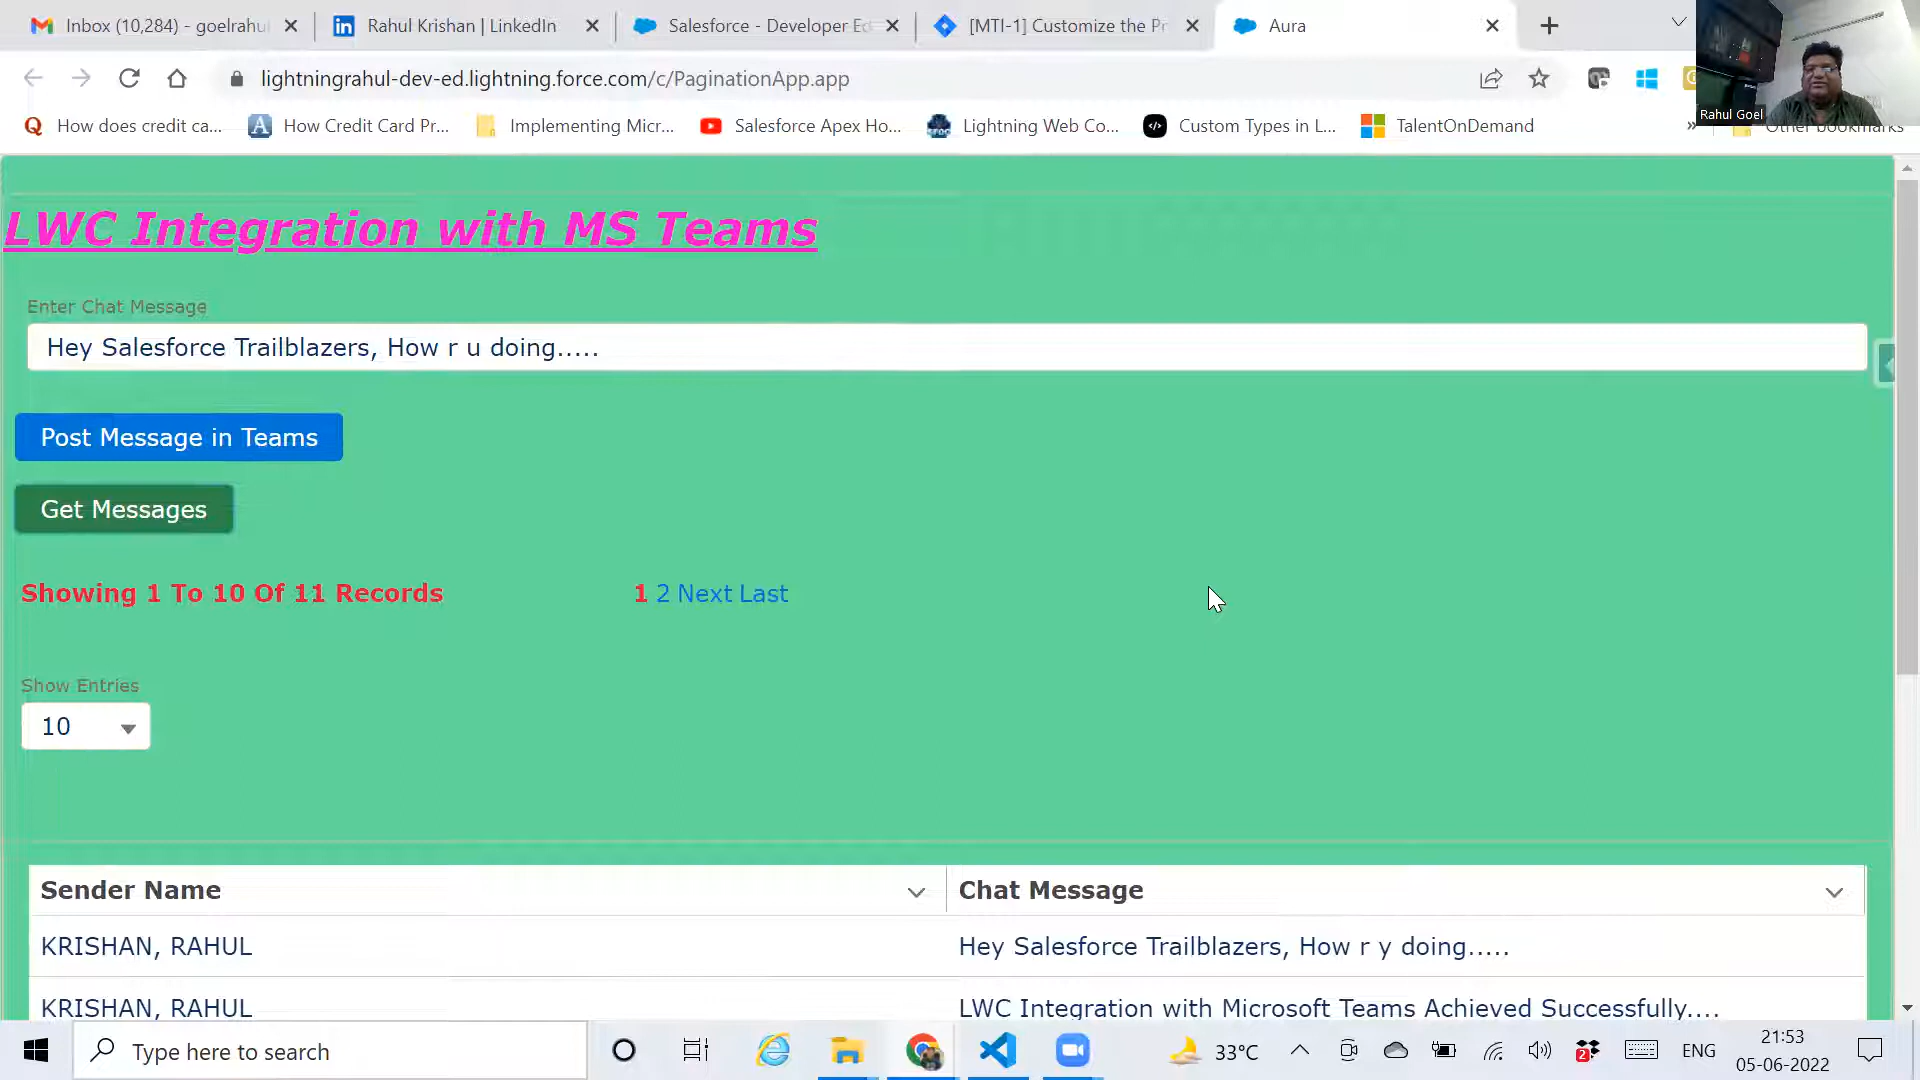 Inbox (10,284) - goelrahu
Rahul Krishan | LinkedIn
Salesforce - Developer Ed
[MTI-1] Customize the Pr
Aura
lightningrahul-dev-ed.lightning.force.com/c/PaginationApp.app
Rahul Goel
How does credit ca...
How Credit Card Pr...
Implementing Micr...
Salesforce Apex Ho...
Lightning Web Co...
Custom Types in L...
TalentOnDemand
»
Other bookmarks
LWC Integration with MS Teams
Enter Chat Message
Hey Salesforce Trailblazers, How r u doing.....
Post Message in Teams
Get Messages
Showing 1 To 10 Of 11 Records
1 2 Next Last
Show Entries
10
Sender Name
Chat Message
KRISHAN, RAHUL
Hey Salesforce Trailblazers, How r y doing.....
KRISHAN, RAHUL
LWC Integration with Microsoft Teams Achieved Successfully....
Type here to search
33°C
2
ENG
21:53
05-06-2022